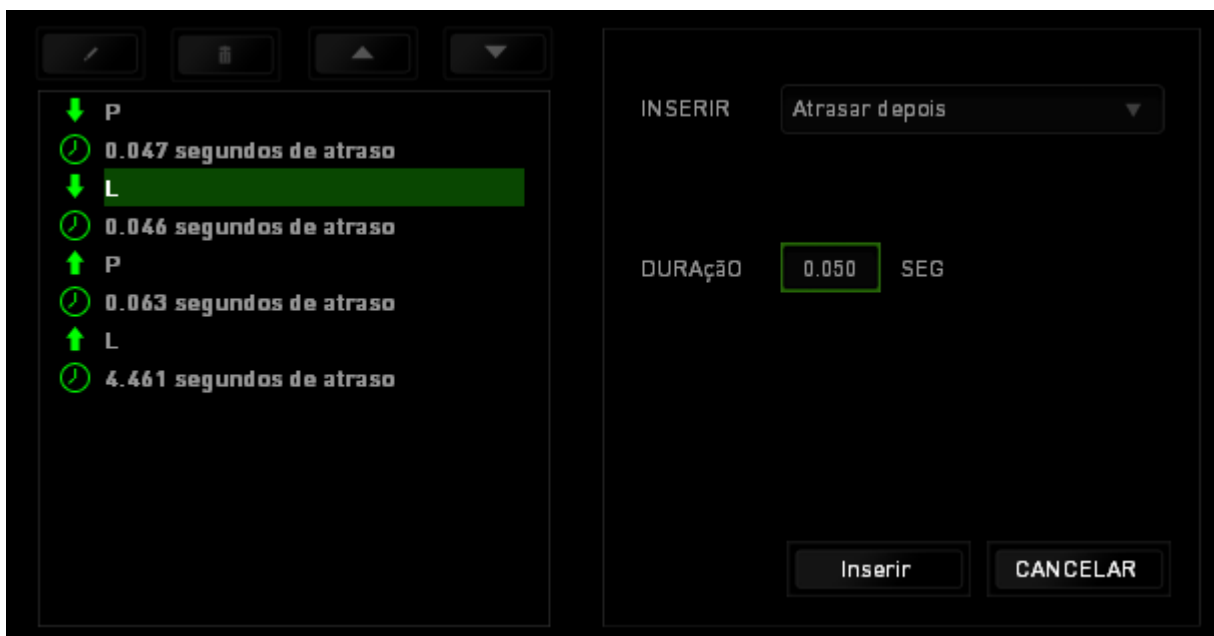 P
0.047 segundos de atraso
L
0.046 segundos de atraso
P
0.063 segundos de atraso
L
4.461 segundos de atraso
INSERIR Atrasar depois
DURAçãO 0.050 SEG
Inserir CANCELAR